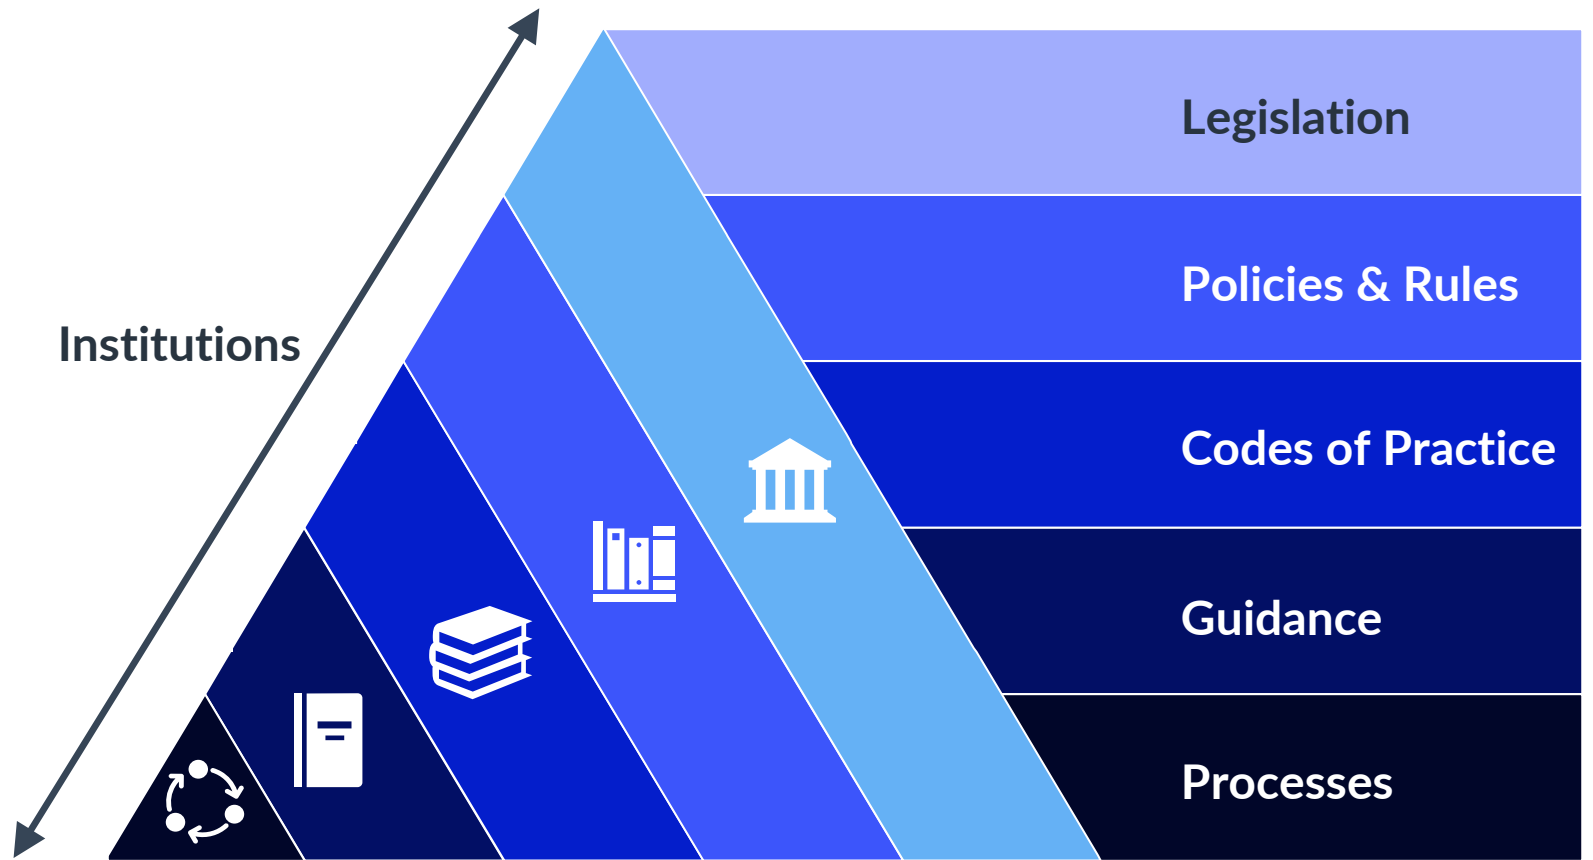 Legislation
Policies & Rules
Institutions
Codes of Practice
Guidance
Processes